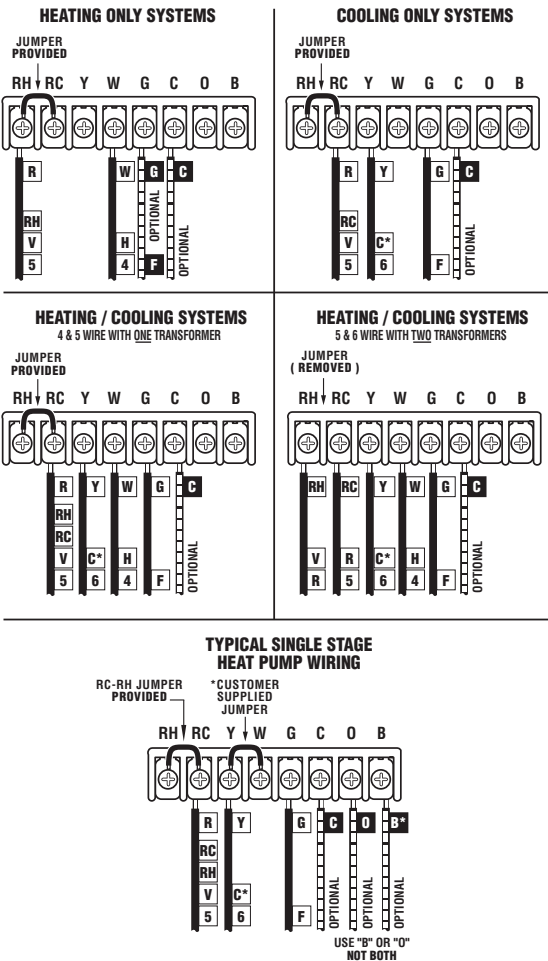 HEATING ONLY SYSTEMS
JUMPER
PROVIDED
RH RC Y W G C O B
R W G C
RH
V H
5 4 F
OPTIONAL
OPTIONAL
COOLING ONLY SYSTEMS
JUMPER
PROVIDED
RH RC Y W G C O B
R Y G C
RC
V C*
5 6 F
OPTIONAL
HEATING / COOLING SYSTEMS
4 & 5 WIRE WITH ONE TRANSFORMER
JUMPER
PROVIDED
RH RC Y W G C O B
R Y W G C
RH
RC
V C* H
5 6 4 F
OPTIONAL
HEATING / COOLING SYSTEMS
5 & 6 WIRE WITH TWO TRANSFORMERS
JUMPER
( REMOVED )
RH RC Y W G C O B
RH RC Y W G C
V R C* H
R 5 6 4 F
OPTIONAL
TYPICAL SINGLE STAGE
HEAT PUMP WIRING
RC-RH JUMPER
PROVIDED
*CUSTOMER
SUPPLIED
JUMPER
RH RC Y W G C O B
R Y G C O B*
RC
RH
V C*
5 6 F
OPTIONAL
OPTIONAL
OPTIONAL
USE "B" OR "O"
NOT BOTH